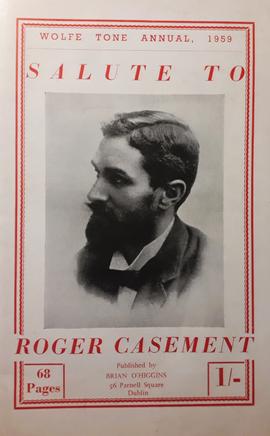 WOLFE TONE ANNUAL, 1959
SALUTE TO
ROGER CASEMENT
68
Pages
Published by
BRIAN O'HIGGINS
56 Parnell Square
Dublin
1/-